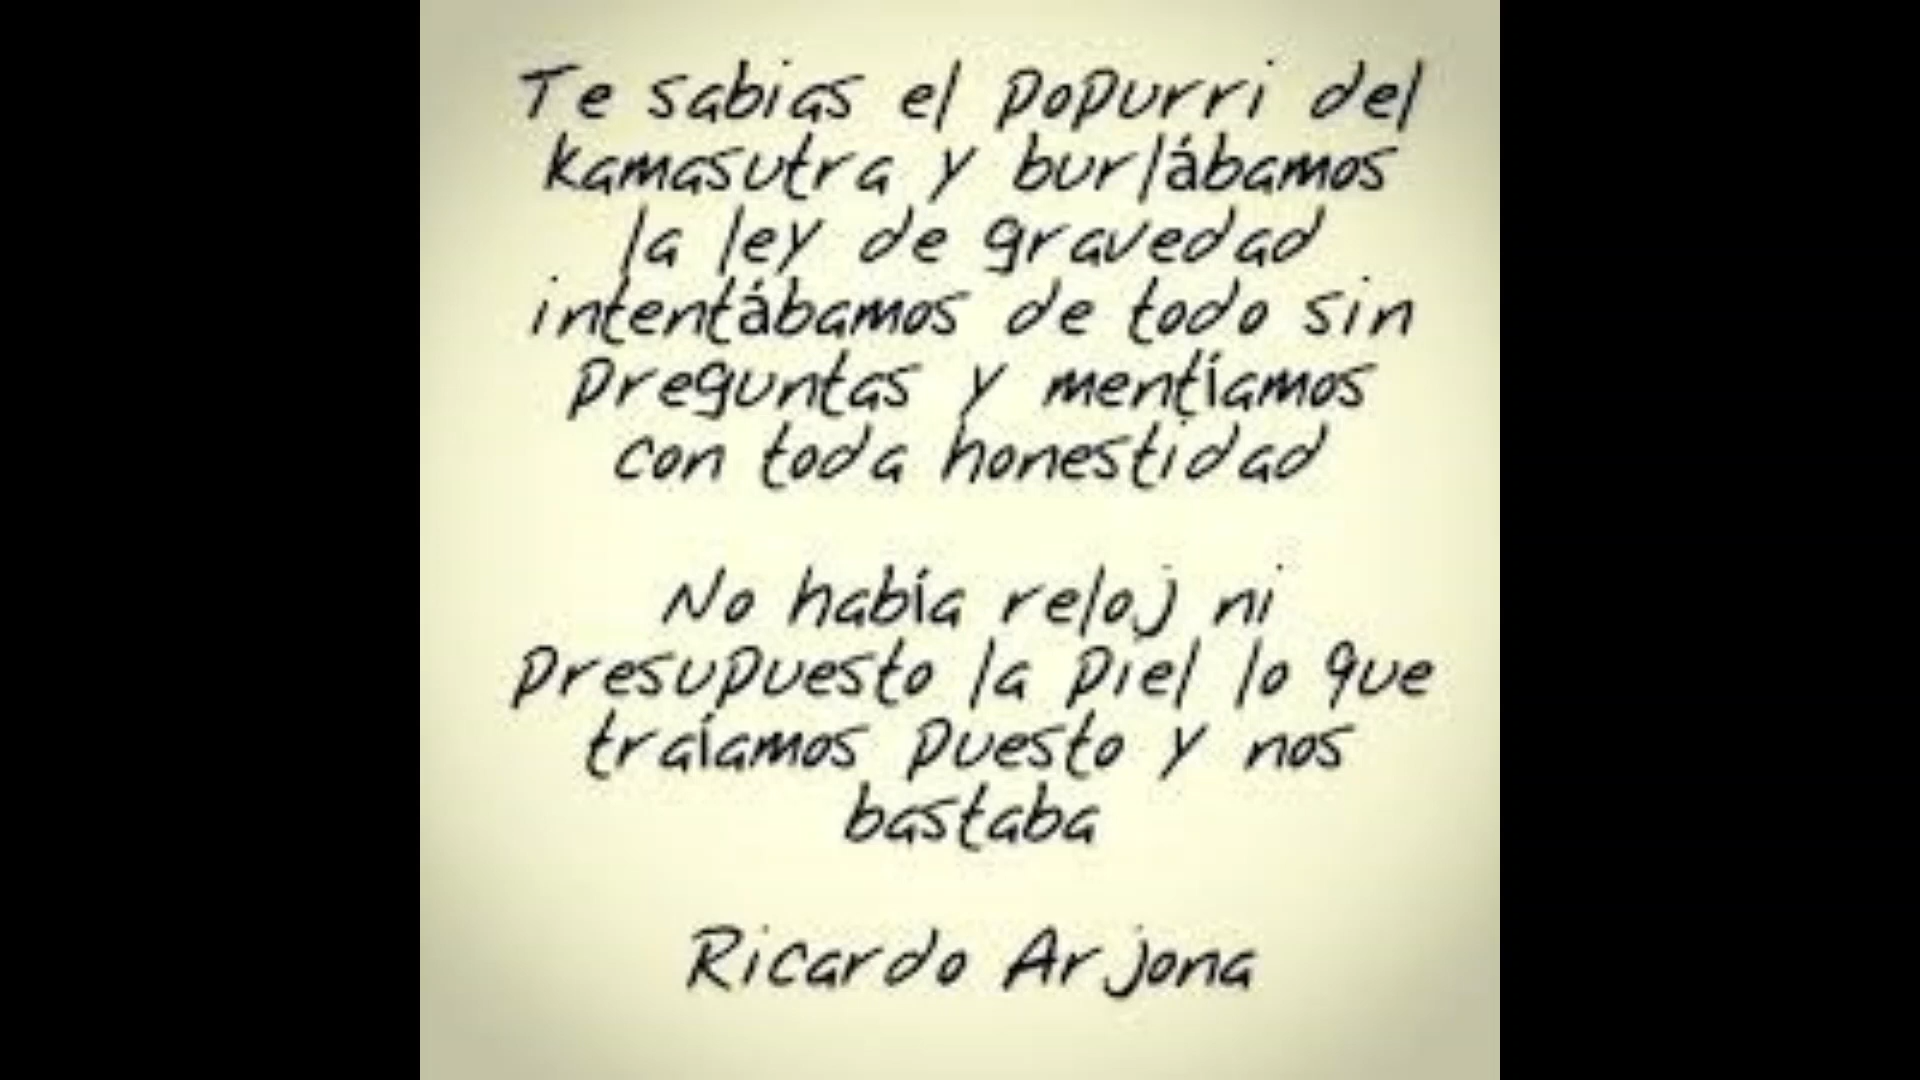 Te sabias el popurri del
kamasutra y burlábamos
la ley de gravedad
intentábamos de todo sin
preguntas y mentíamos
con toda honestidad
No había reloj ni
presupuesto la piel lo que
traíamos puesto y nos
bastaba
Ricardo Arjona